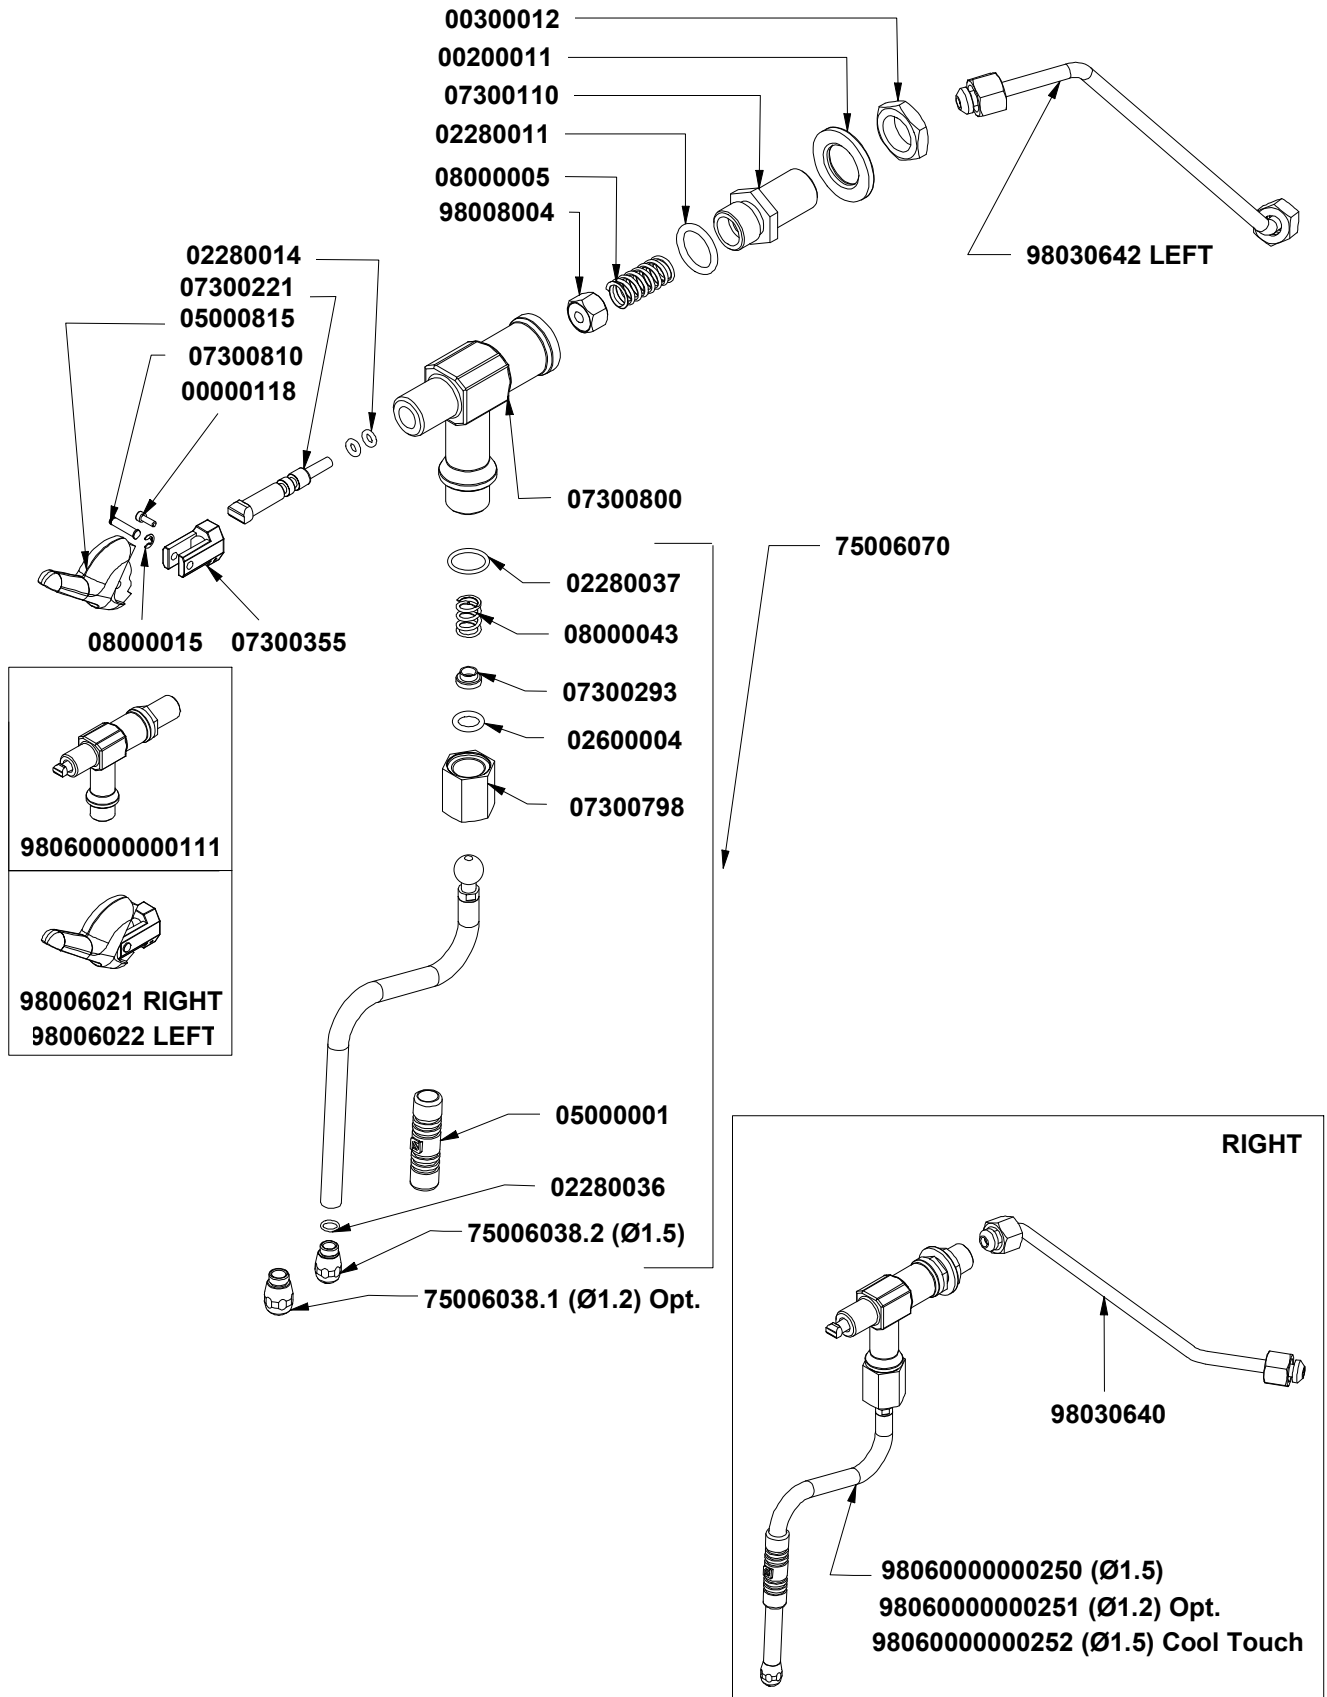 00300012
00200011
07300110
02280011
08000005
98008004
98030642 LEFT
02280014
07300221
05000815
07300810
00000118
07300800
75006070
02280037
08000043
07300293
02600004
07300798
08000015 07300355
98060000000111
98006021 RIGHT
98006022 LEFT
05000001
02280036
75006038.2 (Ø1.5)
75006038.1 (Ø1.2) Opt.
RIGHT
98030640
98060000000250 (Ø1.5)
98060000000251 (Ø1.2) Opt.
98060000000252 (Ø1.5) Cool Touch